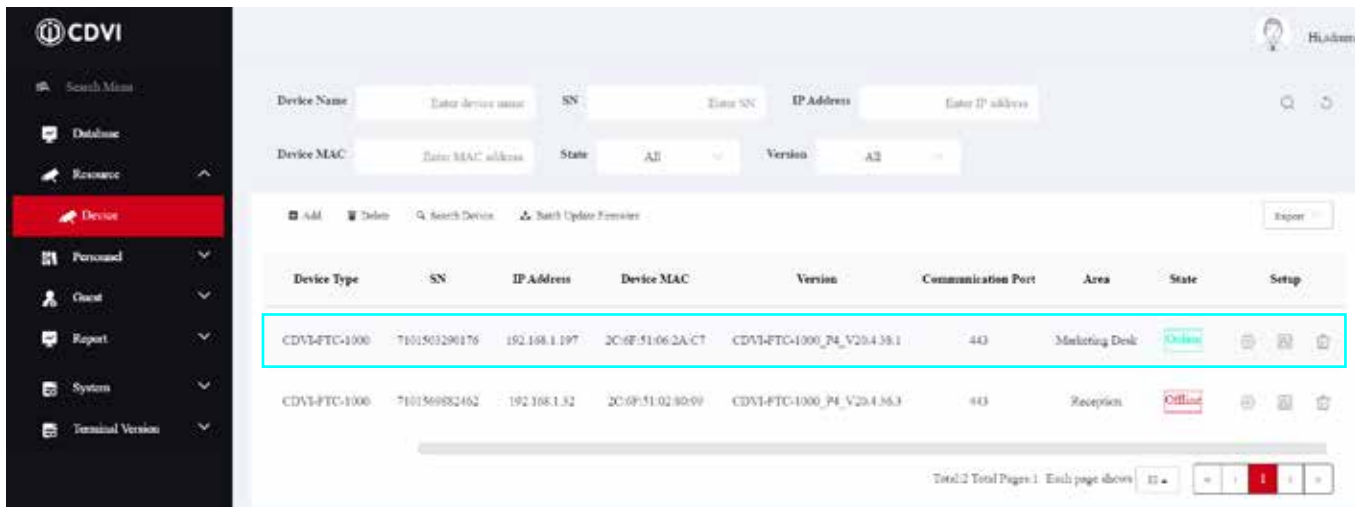 CDVI
Hi,admin
Search Menu
Device Name Enter device name SN Enter SN IP Address Enter IP address
Database
Device MAC Enter MAC address State All Version All
Resource
Device
Add Delete Search Device Batch Update Firmware Export
Personnel
Device Type SN IP Address Device MAC Version Communication Port Area State Setup
Guest
Report
CDVI-FTC-1000 7101503290176 192.168.1.197 2C:6F:51:06:2A:C7 CDVI-FTC-1000_P4_V20.4.38.1 443 Marketing Desk Online
System
CDVI-FTC-1000 7101569882462 192.168.1.32 CDVI-FTC-1000_P4_V20.4.36.3 443 Reception Offline
Terminal Version
Total:2 Total Pages:1 Each page shows
1